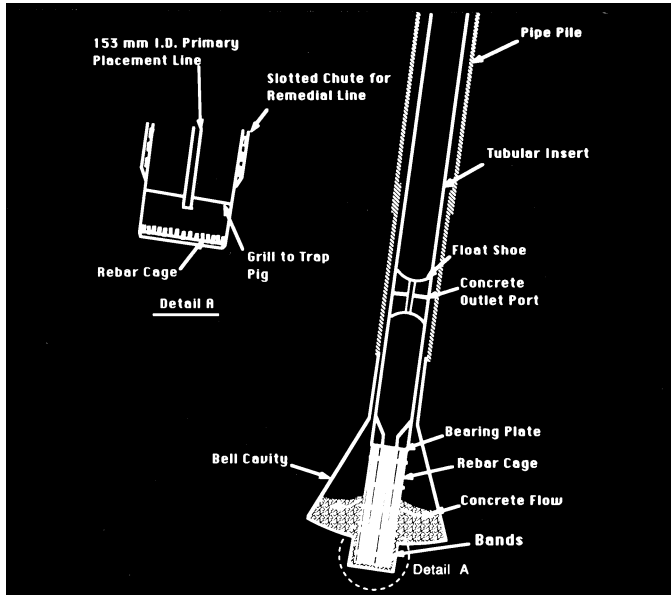 153 mm I.D. Primary
Placement Line
Slotted Chute for
Remedial Line
Rebar Cage
Grill to Trap
Pig
Detail A
Pipe Pile
Tubular Insert
Float Shoe
Concrete
Outlet Port
Bearing Plate
Bell Cavity
Rebar Cage
Concrete Flow
Bands
Detail A